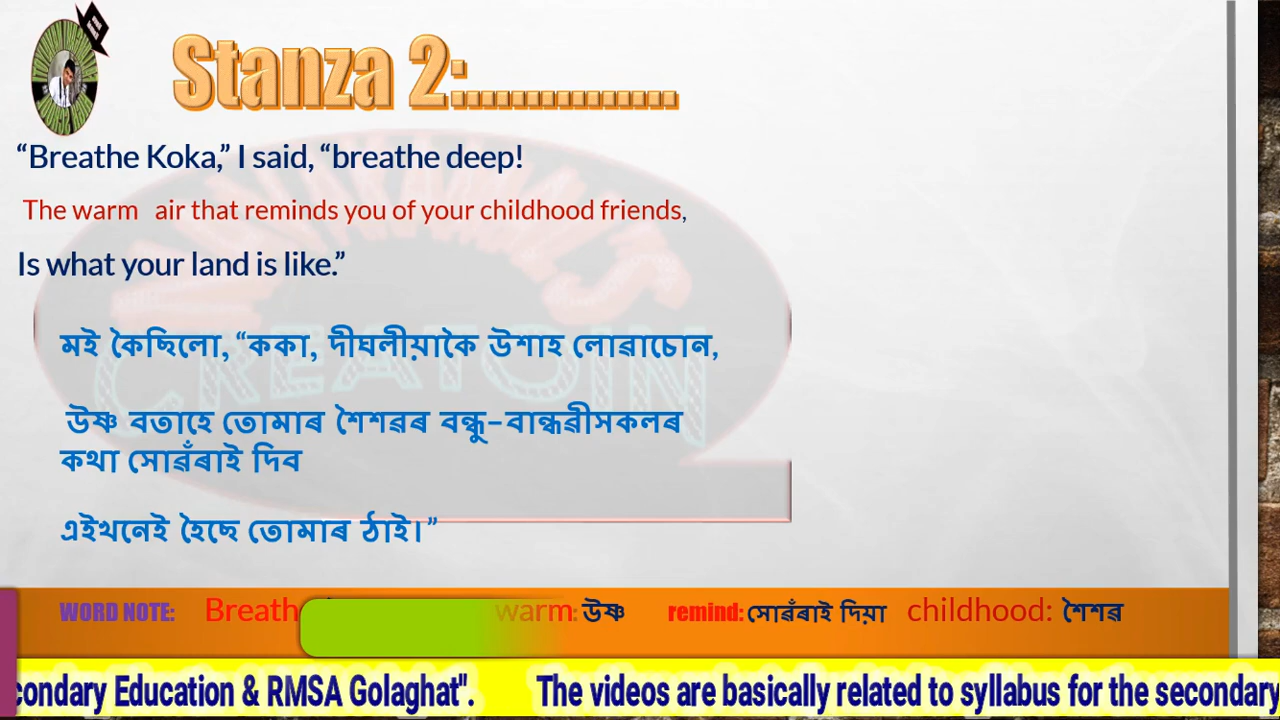 Stanza 2:..............
“Breathe Koka,” I said, “breathe deep!
The warm air that reminds you of your childhood friends,
Is what your land is like.”
মই কৈছিলো, “ককা, দীঘলীয়াকৈ উশাহ লোৱাচোন,
উষ্ণ বতাহে তোমাৰ শৈশৱৰ বন্ধু–বান্ধৱীসকলৰ
কথা সোৱঁৰাই দিব
এইখনেই হৈছে তোমাৰ ঠাই।”
WORD NOTE: Breath warm: উষ্ণ remind: সোৱঁৰাই দিয়া childhood: শৈশৱ
condary Education & RMSA Golaghat". The videos are basically related to syllabus for the secondary